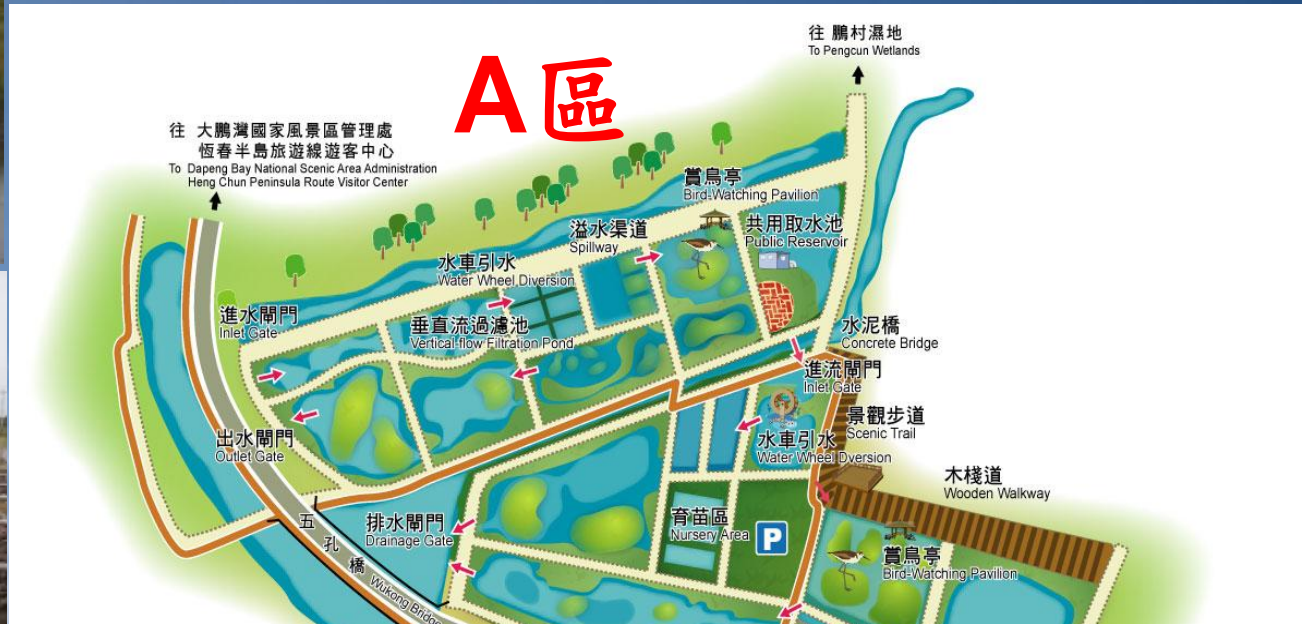 往 鵬村濕地
To Pengcun Wetlands
A區
往 大鵬灣國家風景區管理處
恆春半島旅遊線遊客中心
To Dapeng Bay National Scenic Area Administration
Heng Chun Peninsula Route Visitor Center
賞鳥亭
Bird-Watching Pavilion
溢水渠道
Spillway
共用取水池
Public Reservoir
水車引水
Water Wheel Diversion
進水閘門
Inlet Gate
垂直流過濾池
Vertical-flow Filtration Pond
水泥橋
Concrete Bridge
進流閘門
Inlet Gate
景觀步道
Scenic Trail
出水閘門
Outlet Gate
水車引水
Water Wheel Dversion
木棧道
Wooden Walkway
排水閘門
Drainage Gate
育苗區
Nursery Area
P
五孔橋
Wukong Bridge
賞鳥亭
Bird-Watching Pavilion